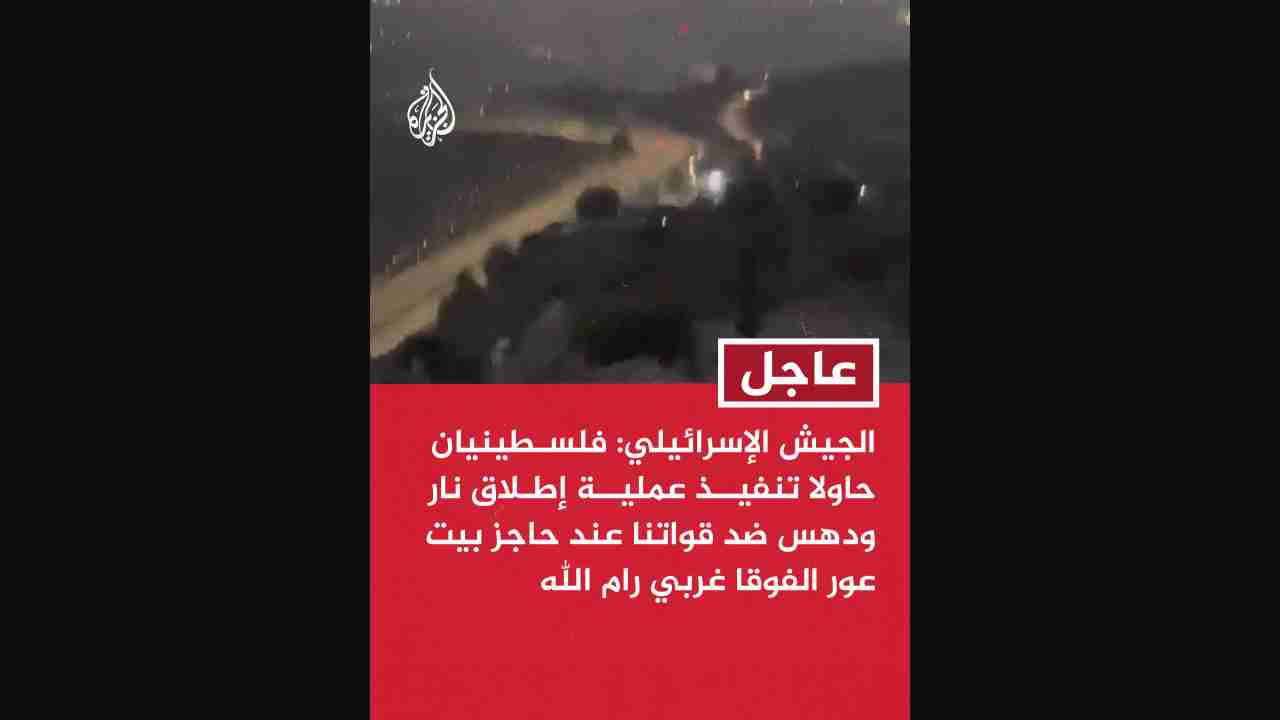 الجزيرة
عاجل
الجيش الإسرائيلي: فلسطينيان
حاولا تنفيذ عملية إطلاق نار
ودهس ضد قواتنا عند حاجز بيت
عور الفوقا غربي رام الله